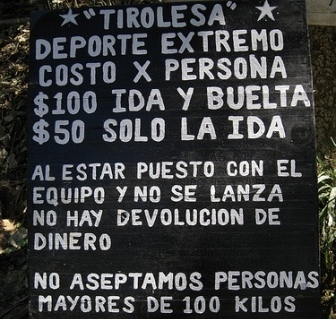 ★ "TIROLESA" ★
DEPORTE EXTREMO
COSTO X PERSONA
$100 IDA Y BUELTA
$50 SOLO LA IDA
AL ESTAR PUESTO CON EL
EQUIPO Y NO SE LANZA
NO HAY DEVOLUCION DE
DINERO
NO ASEPTAMOS PERSONAS
MAYORES DE 100 KILOS